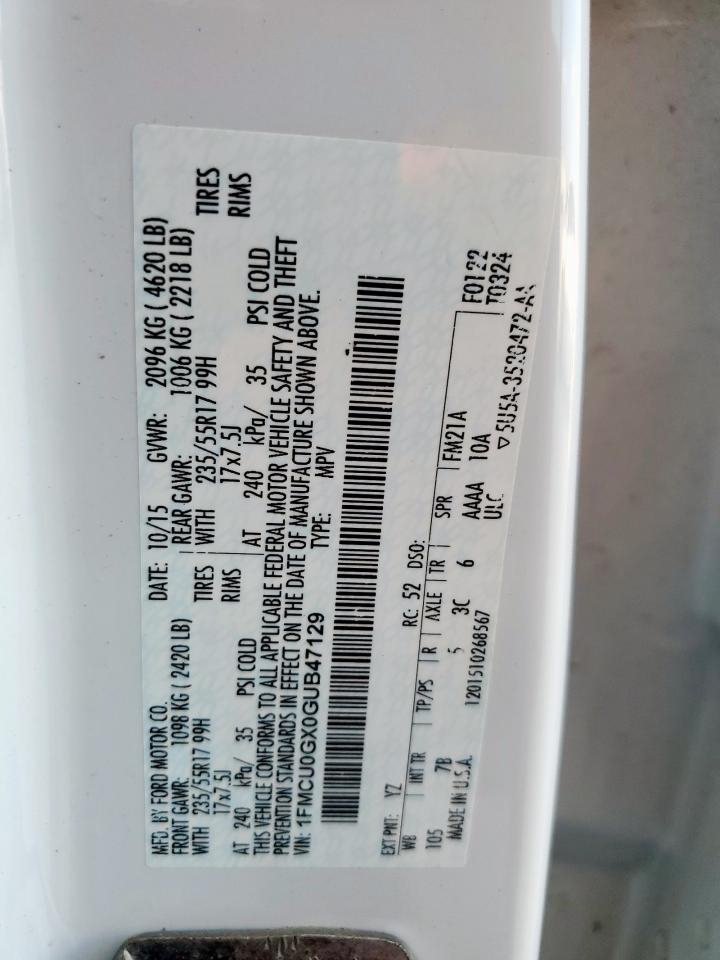 MFD. BY FORD MOTOR CO. DATE: 10/15 GVWR: 2096 KG ( 4620 LB)
FRONT GAWR: 1098 KG ( 2420 LB) REAR GAWR: 1006 KG ( 2218 LB)
WITH 235/55R17 99H TIRES WITH 235/55R17 99H TIRES
17x7.5J RIMS 17x7.5J RIMS
AT 240 kPa/ 35 PSI COLD AT 240 kPa/ 35 PSI COLD
THIS VEHICLE CONFORMS TO ALL APPLICABLE FEDERAL MOTOR VEHICLE SAFETY AND THEFT
PREVENTION STANDARDS IN EFFECT ON THE DATE OF MANUFACTURE SHOWN ABOVE.
VIN: 1FMCU0GX0GUB47129 TYPE: MPV
EXT PNT: YZ RC: 52 DSO: F0122
WB INT TR TP/PS R AXLE TR SPR FM21A T0324
105 7B 5 3C 6 AAAA 10A
MADE IN U.S.A. 1201510268567 ULC ▽5U5A-3520472-AA